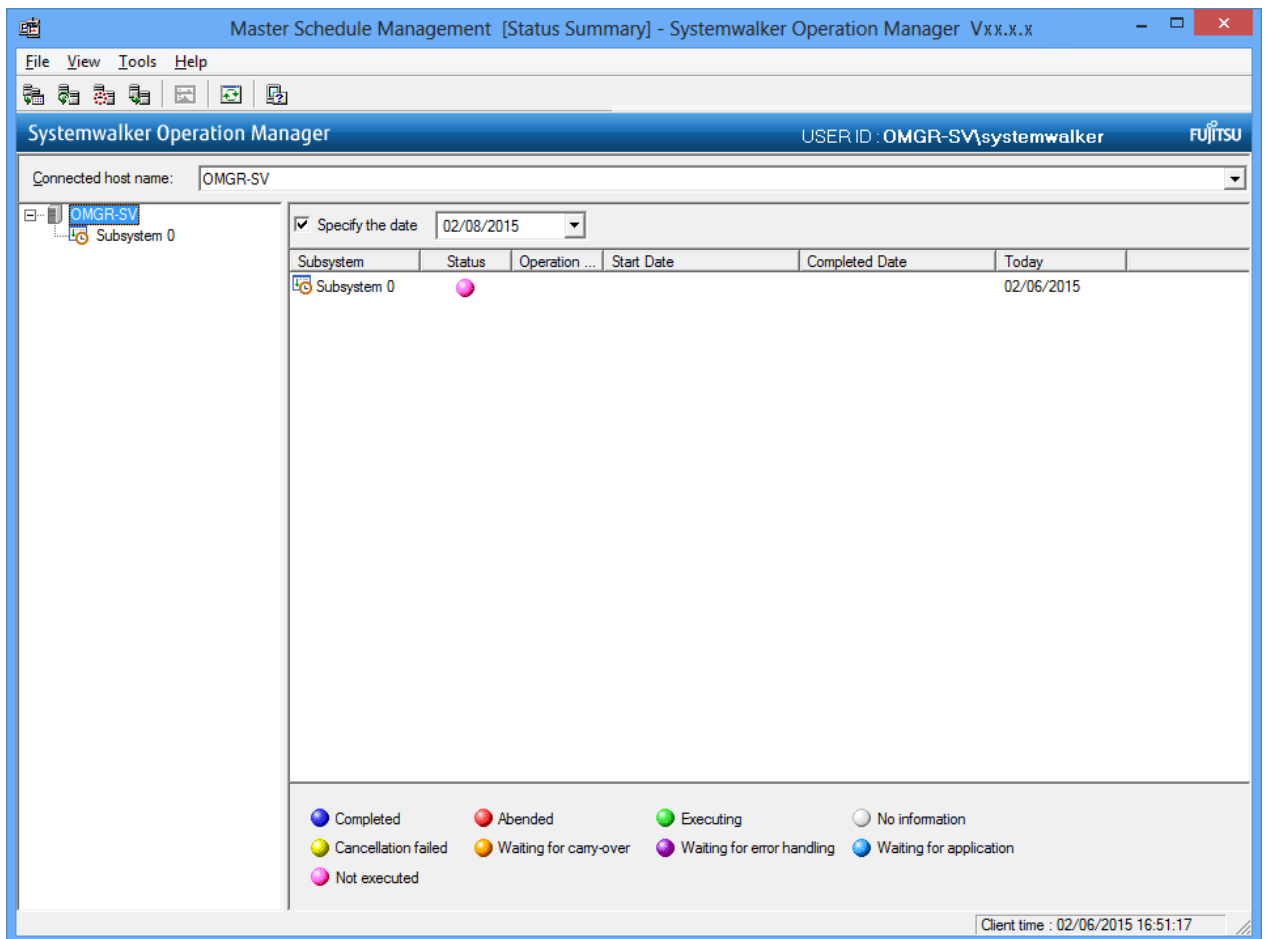 Master Schedule Management [Status Summary] - Systemwalker Operation Manager Vxx.x.x
File View Tools Help
Systemwalker Operation Manager USER ID : OMGR-SV\systemwalker FUJITSU
Connected host name: OMGR-SV
OMGR-SV
Subsystem 0
Specify the date 02/08/2015
Subsystem Status Operation ... Start Date Completed Date Today
Subsystem 0 02/06/2015
Completed Abended Executing No information
Cancellation failed Waiting for carry-over Waiting for error handling Waiting for application
Not executed
Client time : 02/06/2015 16:51:17